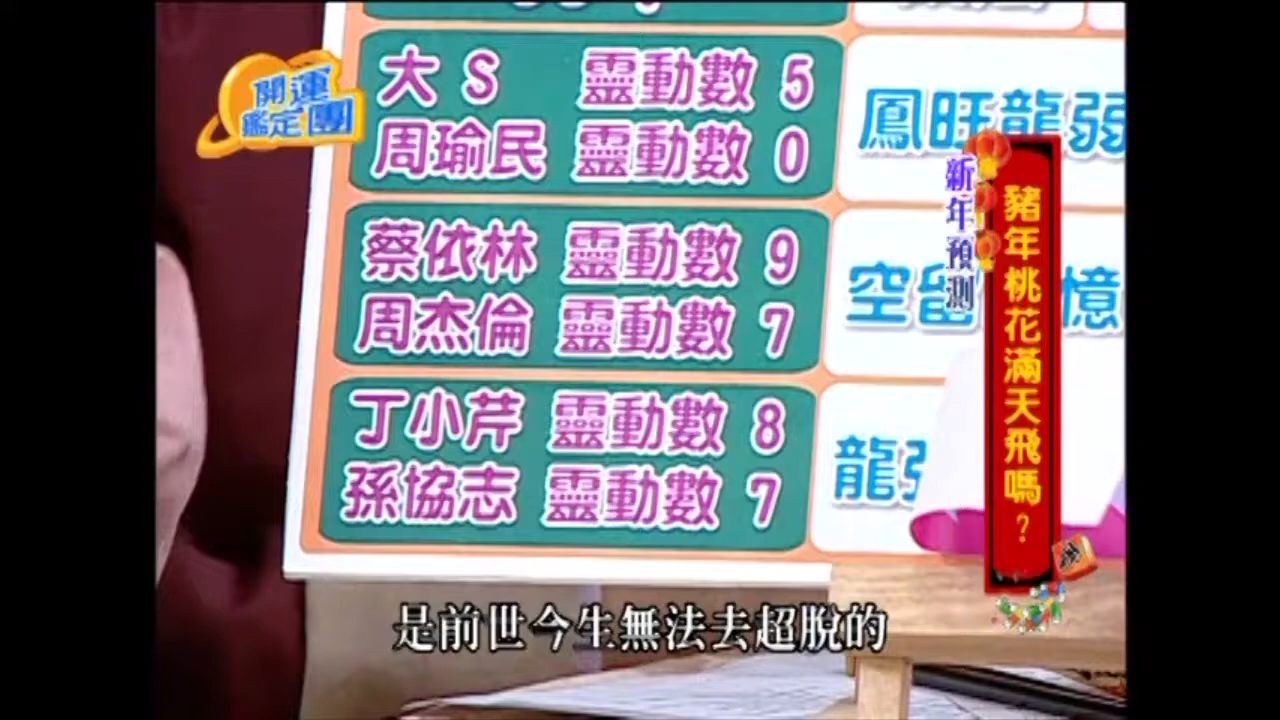 開運
鑑定團
大 S 靈動數 5
周瑜民 靈動數 0
鳳旺龍弱
蔡依林 靈動數 9
周杰倫 靈動數 7
空留 憶
丁小芹 靈動數 8
孫協志 靈動數 7
龍弱
新年預測
豬年桃花滿天飛嗎？
是前世今生無法去超脫的